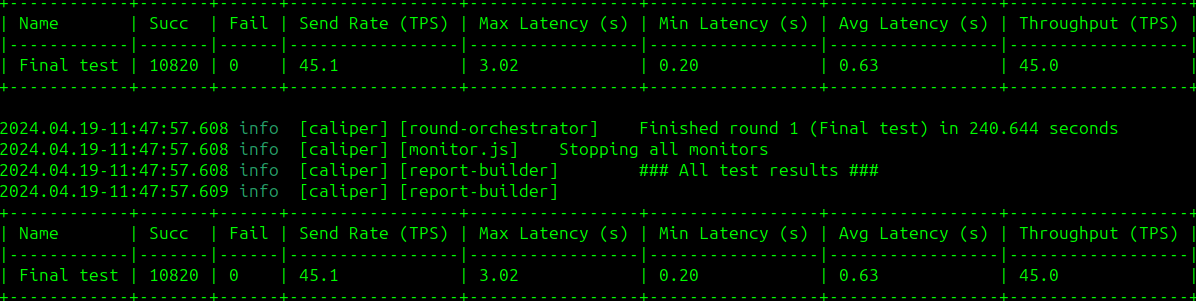 | Name | Succ | Fail | Send Rate (TPS) | Max Latency (s) | Min Latency (s) | Avg Latency (s) | Throughput (TPS) |
| Final test | 10820 | 0 | 45.1 | 3.02 | 0.20 | 0.63 | 45.0 |
2024.04.19-11:47:57.608 info [caliper] [round-orchestrator] Finished round 1 (Final test) in 240.644 seconds
2024.04.19-11:47:57.608 info [caliper] [monitor.js] Stopping all monitors
2024.04.19-11:47:57.608 info [caliper] [report-builder] ### All test results ###
2024.04.19-11:47:57.609 info [caliper] [report-builder]
| Name | Succ | Fail | Send Rate (TPS) | Max Latency (s) | Min Latency (s) | Avg Latency (s) | Throughput (TPS) |
| Final test | 10820 | 0 | 45.1 | 3.02 | 0.20 | 0.63 | 45.0 |